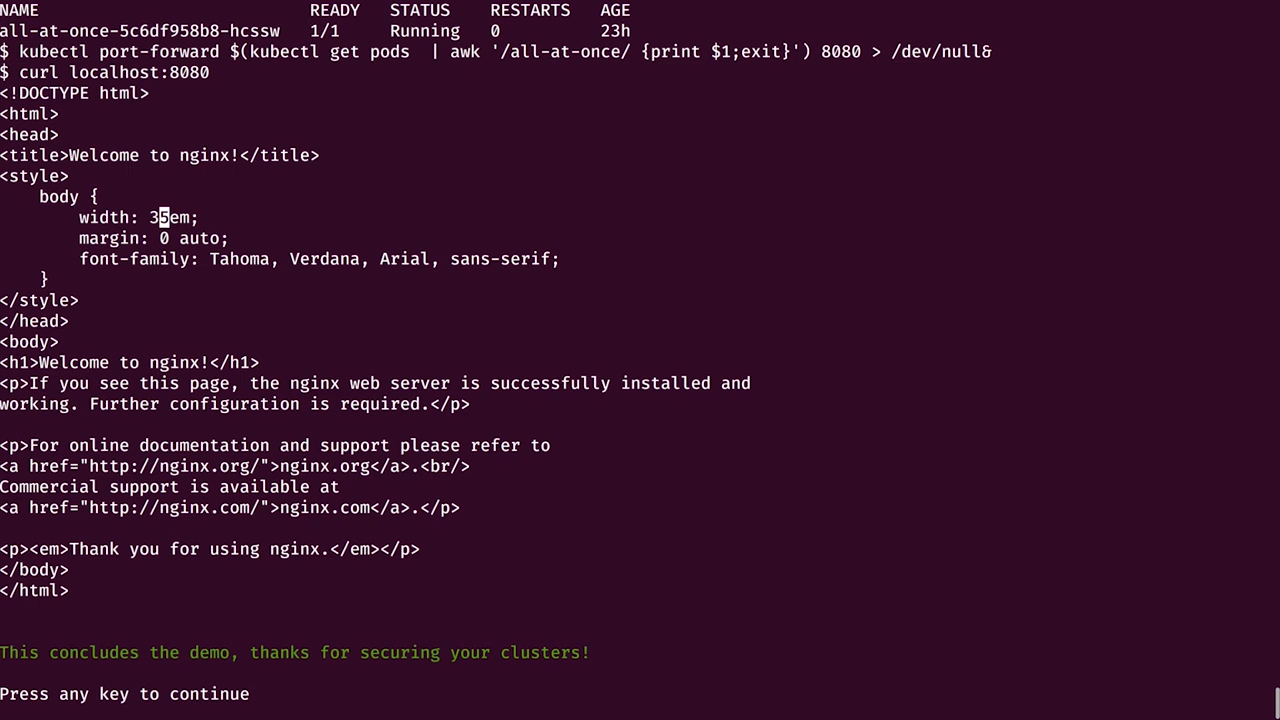 NAME                           READY   STATUS    RESTARTS   AGE
all-at-once-5c6df958b8-hcssw   1/1     Running   0          23h
$ kubectl port-forward $(kubectl get pods  | awk '/all-at-once/ {print $1;exit}') 8080 > /dev/null&
$ curl localhost:8080
<!DOCTYPE html>
<html>
<head>
<title>Welcome to nginx!</title>
<style>
    body {
        width: 35em;
        margin: 0 auto;
        font-family: Tahoma, Verdana, Arial, sans-serif;
    }
</style>
</head>
<body>
<h1>Welcome to nginx!</h1>
<p>If you see this page, the nginx web server is successfully installed and
working. Further configuration is required.</p>

<p>For online documentation and support please refer to
<a href="http://nginx.org/">nginx.org</a>.<br/>
Commercial support is available at
<a href="http://nginx.com/">nginx.com</a>.</p>

<p><em>Thank you for using nginx.</em></p>
</body>
</html>

This concludes the demo, thanks for securing your clusters!

Press any key to continue